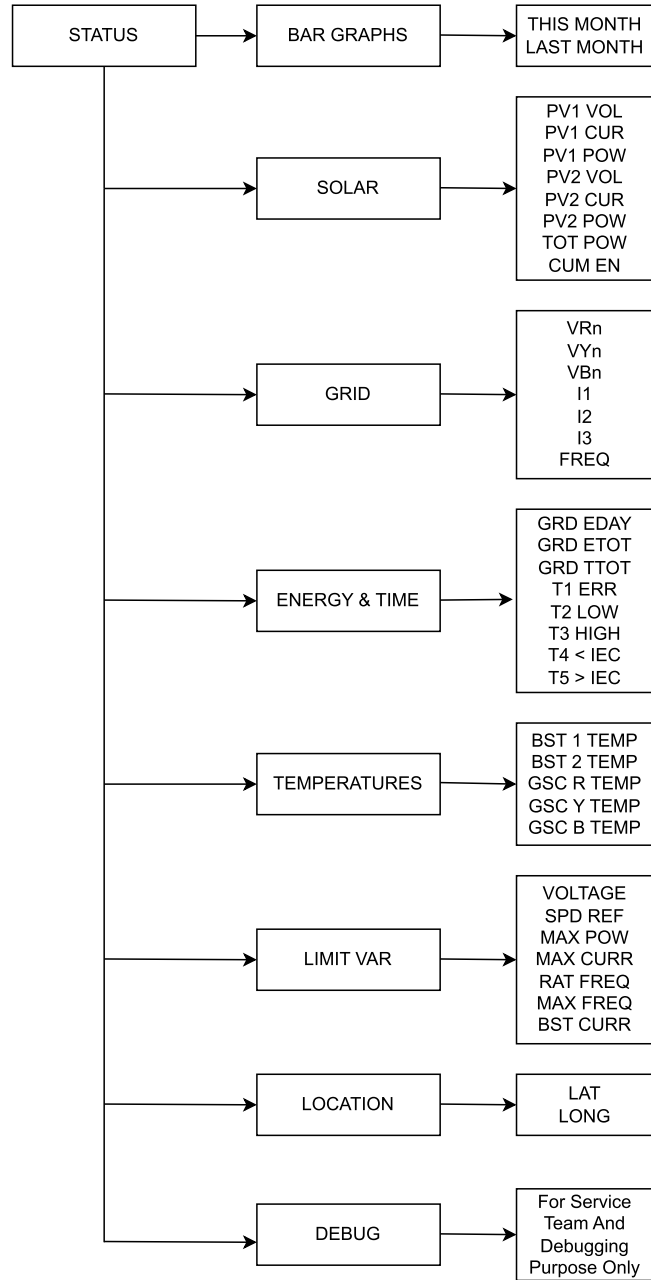 STATUS
BAR GRAPHS
THIS MONTH
LAST MONTH
SOLAR
PV1 VOL
PV1 CUR
PV1 POW
PV2 VOL
PV2 CUR
PV2 POW
TOT POW
CUM EN
GRID
VRn
VYn
VBn
I1
I2
I3
FREQ
ENERGY & TIME
GRD EDAY
GRD ETOT
GRD TTOT
T1 ERR
T2 LOW
T3 HIGH
T4 < IEC
T5 > IEC
TEMPERATURES
BST 1 TEMP
BST 2 TEMP
GSC R TEMP
GSC Y TEMP
GSC B TEMP
LIMIT VAR
VOLTAGE
SPD REF
MAX POW
MAX CURR
RAT FREQ
MAX FREQ
BST CURR
LOCATION
LAT
LONG
DEBUG
For Service
Team And
Debugging
Purpose Only